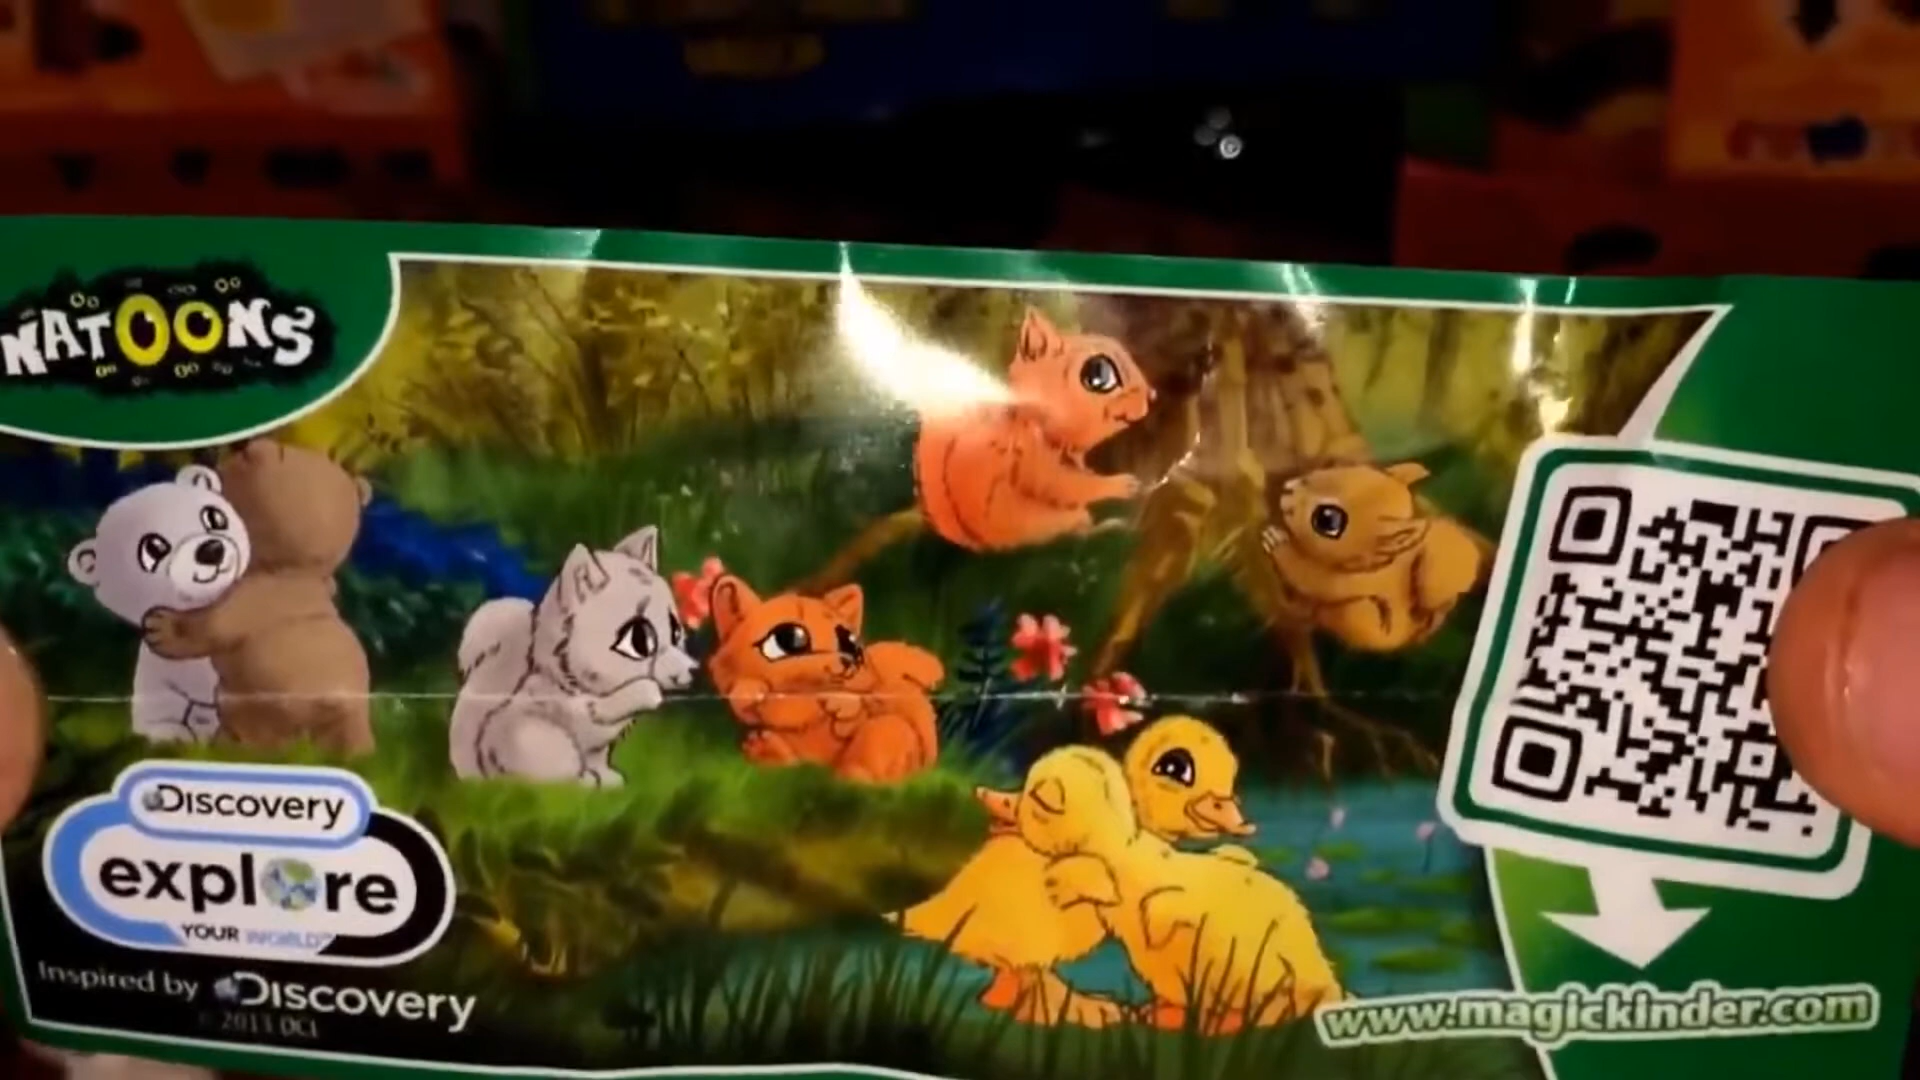 NATOONS
Discovery
explore
YOUR WORLD
Inspired by Discovery
© 2013 DCI
www.magickinder.com